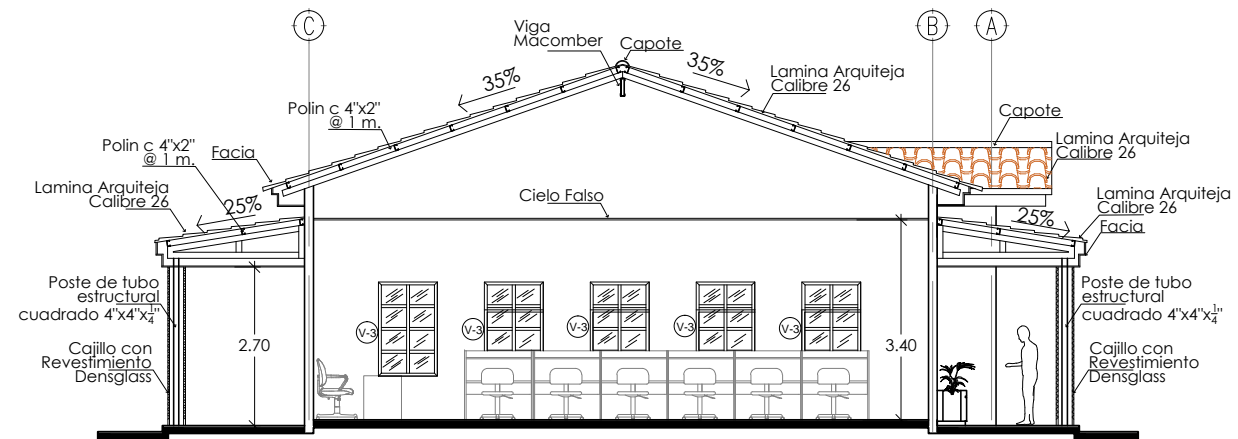 C
B
A
Viga
Macomber
Capote
35%
35%
Lamina Arquiteja
Calibre 26
Polin c 4"x2"
@ 1 m.
Capote
Polin c 4"x2"
@ 1 m.
Facia
Lamina Arquiteja
Calibre 26
Lamina Arquiteja
Calibre 26
25%
Cielo Falso
Lamina Arquiteja
Calibre 26
25%
Facia
Poste de tubo
estructural
cuadrado 4"x4"x¼"
Poste de tubo
estructural
cuadrado 4"x4"x¼"
V-3
V-3
V-3
V-3
V-3
2.70
3.40
Cajillo con
Revestimiento
Densglass
Cajillo con
Revestimiento
Densglass